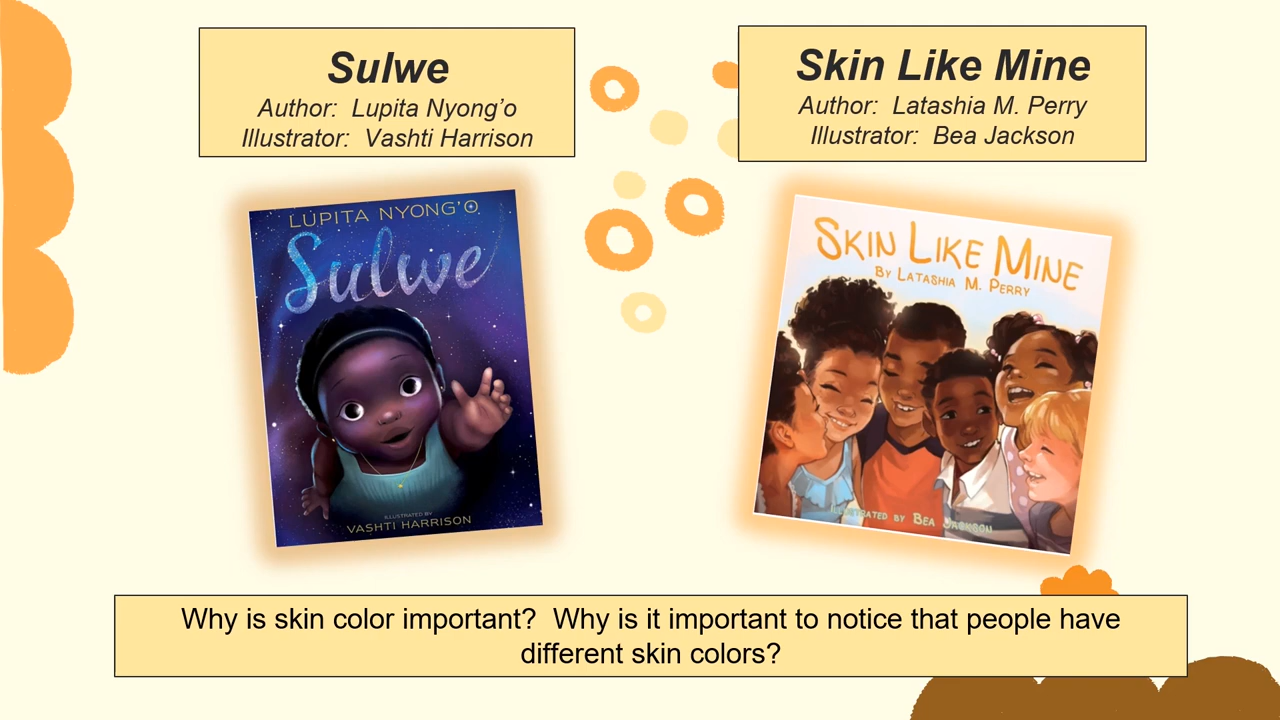 Sulwe
Author:  Lupita Nyong’o
Illustrator:  Vashti Harrison
Skin Like Mine
Author:  Latashia M. Perry
Illustrator:  Bea Jackson
LUPITA NYONG'O
Sulwe
ILLUSTRATED BY
VASHTI HARRISON
SKIN LIKE MINE
BY LATASHIA M. PERRY
ILLUSTRATED BY BEA JACKSON
Why is skin color important?  Why is it important to notice that people have
different skin colors?